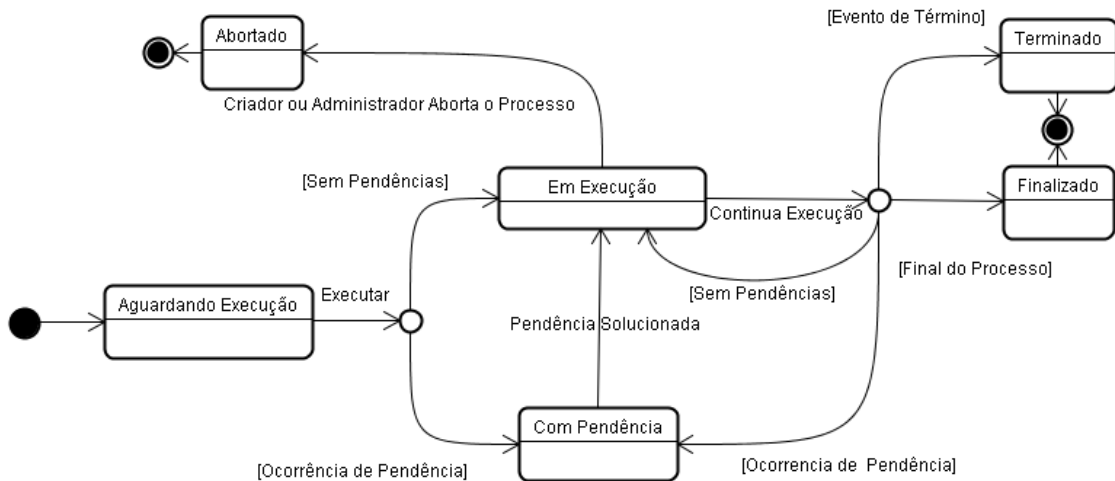 [Evento de Término]
Abortado
Terminado
Criador ou Administrador Aborta o Processo
[Sem Pendências]
Em Execução
Finalizado
Continua Execução
[Final do Processo]
Aguardando Execução
Executar
[Sem Pendências]
Pendência Solucionada
Com Pendência
[Ocorrência de Pendência]
[Ocorrencia de  Pendência]